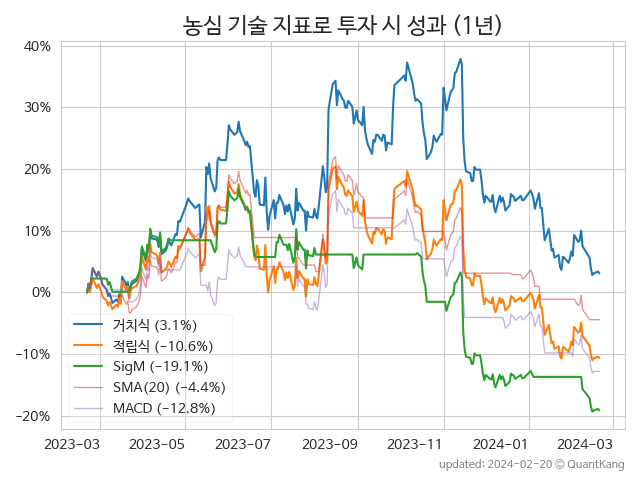 농심 기술 지표로 투자 시 성과 (1년)
40%
30%
20%
10%
0%
−10%
−20%
거치식 (3.1%)
적립식 (−10.6%)
SigM (−19.1%)
SMA(20) (−4.4%)
MACD (−12.8%)
2023-03
2023-05
2023-07
2023-09
2023-11
2024-01
2024-03
updated: 2024-02-20 © QuantKang